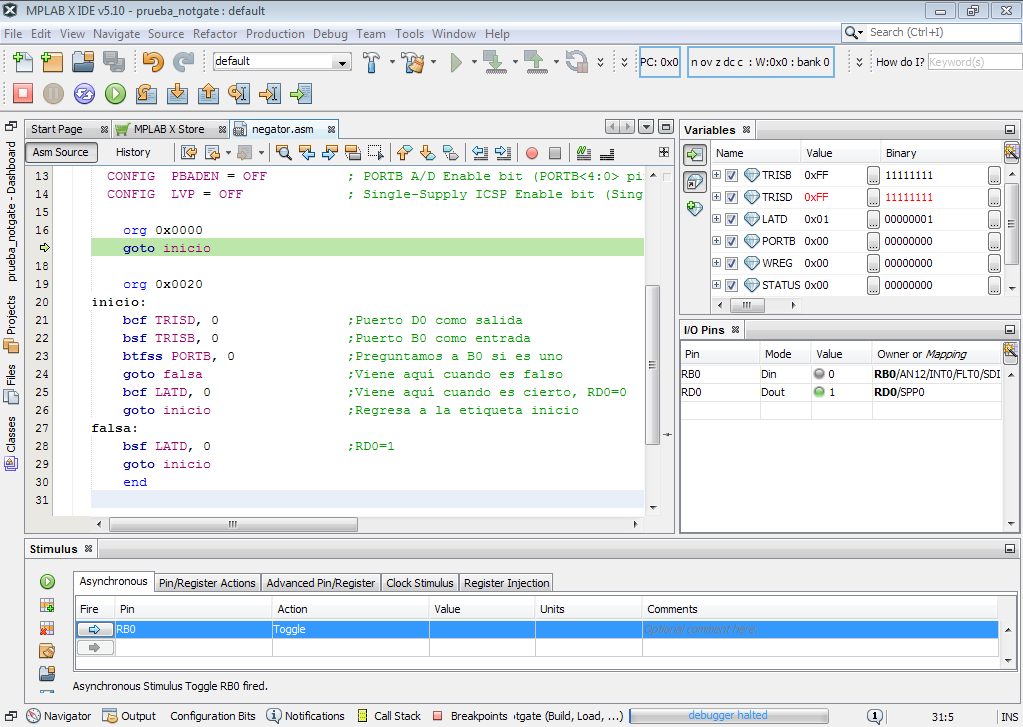 MPLAB X IDE v5.10 - prueba_notgate : default
File Edit View Navigate Source Refactor Production Debug Team Tools Window Help
Search (Ctrl+I)
default
PC: 0x0
n ov z dc c : W:0x0 : bank 0
How do I?
Keyword(s)
Start Page
MPLAB X Store
negator.asm
Asm Source
History
prueba_notgate - Dashboard
Projects
Files
Classes
13 CONFIG PBADEN = OFF ; PORTB A/D Enable bit (PORTB<4:0> pi
14 CONFIG LVP = OFF ; Single-Supply ICSP Enable bit (Sing
15
16 org 0x0000
goto inicio
18
19 org 0x0020
20 inicio:
21 bcf TRISD, 0 ;Puerto D0 como salida
22 bsf TRISB, 0 ;Puerto B0 como entrada
23 btfss PORTB, 0 ;Preguntamos a B0 si es uno
24 goto falsa ;Viene aquí cuando es falso
25 bcf LATD, 0 ;Viene aquí cuando es cierto, RD0=0
26 goto inicio ;Regresa a la etiqueta inicio
27 falsa:
28 bsf LATD, 0 ;RD0=1
29 goto inicio
30 end
31
Variables
Name Value Binary
TRISB 0xFF ... 11111111 ...
TRISD 0xFF ... 11111111 ...
LATD 0x01 ... 00000001 ...
PORTB 0x00 ... 00000000 ...
WREG 0x00 ... 00000000 ...
STATUS 0x00 ... 00000000 ...
I/O Pins
Pin Mode Value Owner or Mapping
RB0 Din 0 RB0/AN12/INT0/FLT0/SDI
RD0 Dout 1 RD0/SPP0
Stimulus
Asynchronous
Pin/Register Actions
Advanced Pin/Register
Clock Stimulus
Register Injection
Fire Pin Action Value Units Comments
RB0 Toggle Optional comment here
Asynchronous Stimulus Toggle RB0 fired.
Navigator
Output
Configuration Bits
Notifications
Call Stack
Breakpoints
otgate (Build, Load, ...)
debugger halted
1
31:5
INS